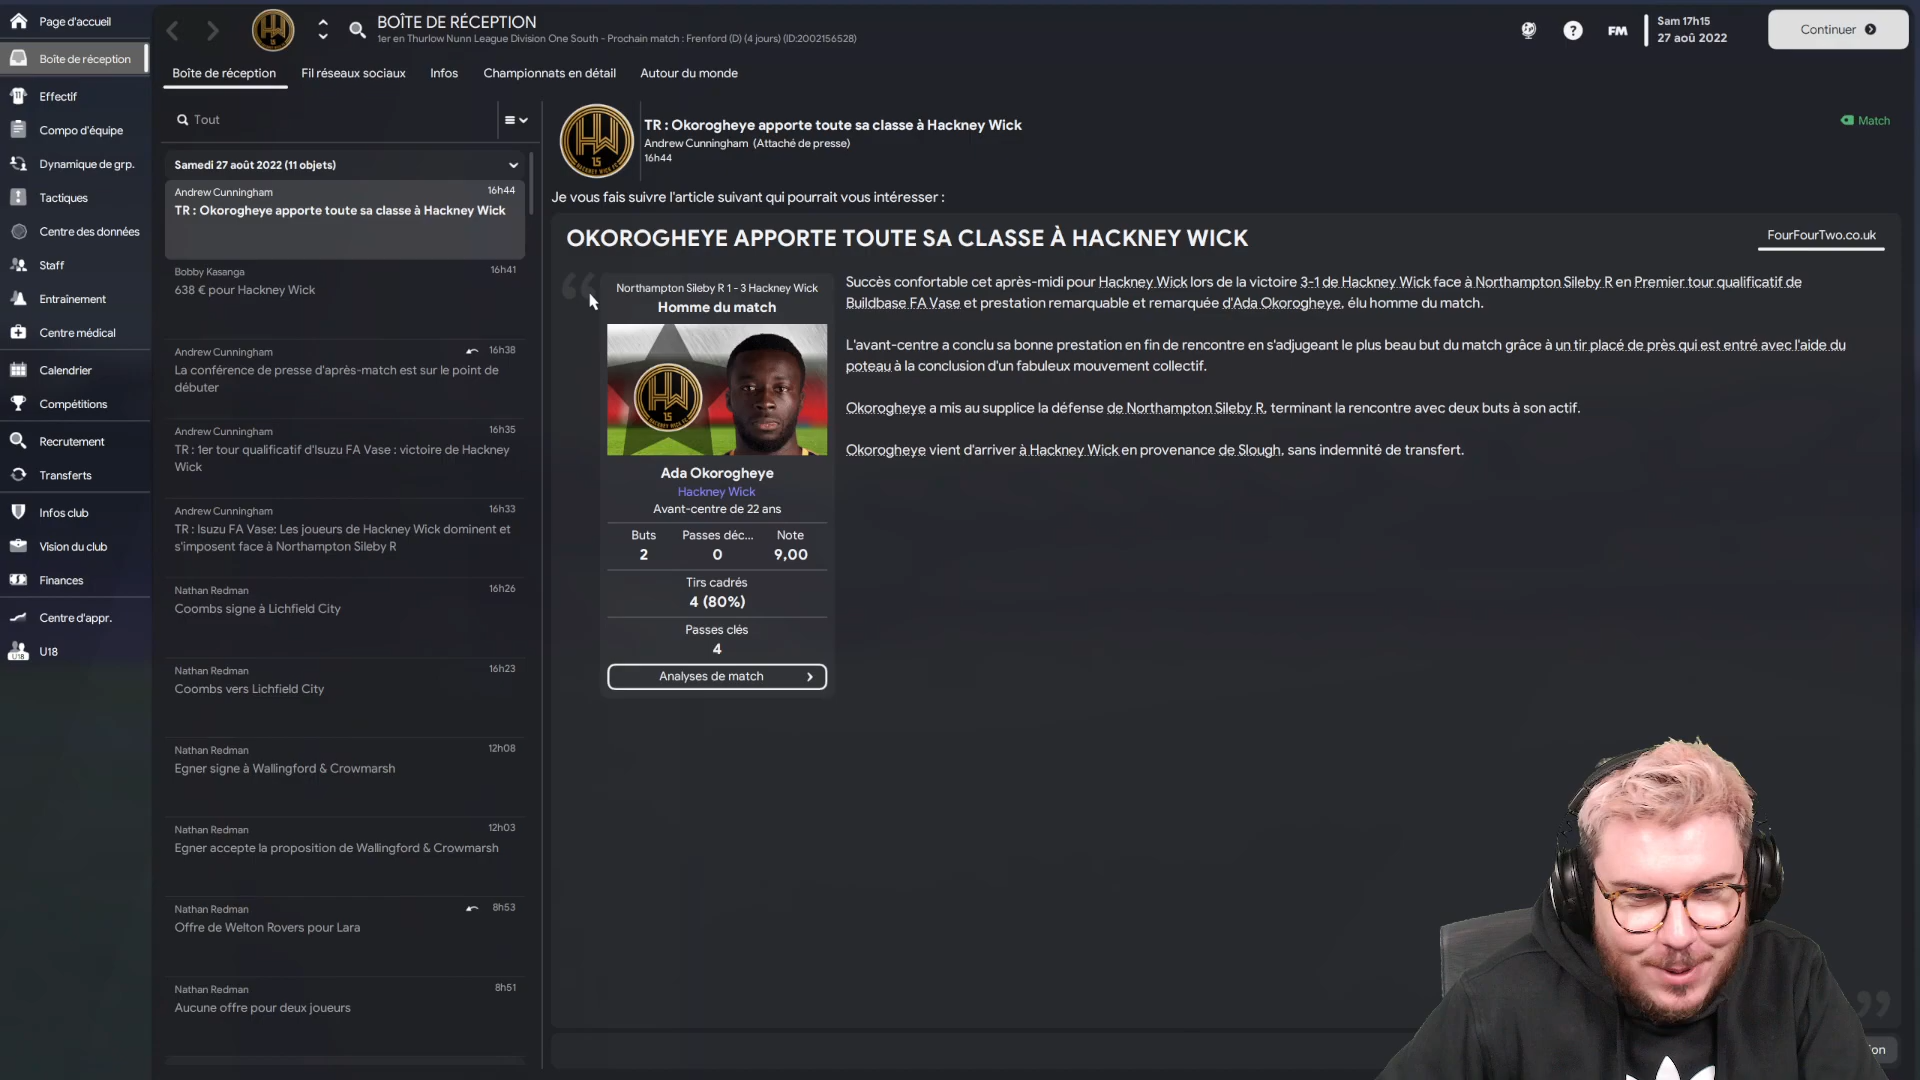 Page d'accueil
Boîte de réception
Effectif
Compo d'équipe
Dynamique de grp.
Tactiques
Centre des données
Staff
Entraînement
Centre médical
Calendrier
Compétitions
Recrutement
Transferts
Infos club
Vision du club
Finances
Centre d'appr.
U18
BOÎTE DE RÉCEPTION
1er en Thurlow Nunn League Division One South - Prochain match : Frenford (D) (4 jours) (ID:2002156528)
FM
Sam 17h15
27 aoû 2022
Continuer
Boîte de réception
Fil réseaux sociaux
Infos
Championnats en détail
Autour du monde
Tout
Samedi 27 août 2022 (11 objets)
Andrew Cunningham 16h44
TR : Okorogheye apporte toute sa classe à Hackney Wick
Bobby Kasanga 16h41
638 € pour Hackney Wick
Andrew Cunningham 16h38
La conférence de presse d'après-match est sur le point de
débuter
Andrew Cunningham 16h35
TR : 1er tour qualificatif d'Isuzu FA Vase : victoire de Hackney
Wick
Andrew Cunningham 16h33
TR : Isuzu FA Vase: Les joueurs de Hackney Wick dominent et
s'imposent face à Northampton Sileby R
Nathan Redman 16h26
Coombs signe à Lichfield City
Nathan Redman 16h23
Coombs vers Lichfield City
Nathan Redman 12h08
Egner signe à Wallingford & Crowmarsh
Nathan Redman 12h03
Egner accepte la proposition de Wallingford & Crowmarsh
Nathan Redman 8h53
Offre de Welton Rovers pour Lara
Nathan Redman 8h51
Aucune offre pour deux joueurs
TR : Okorogheye apporte toute sa classe à Hackney Wick
Andrew Cunningham (Attaché de presse)
16h44
Match
Je vous fais suivre l'article suivant qui pourrait vous intéresser :
OKOROGHEYE APPORTE TOUTE SA CLASSE À HACKNEY WICK
FourFourTwo.co.uk
Northampton Sileby R 1 - 3 Hackney Wick
Homme du match
Ada Okorogheye
Hackney Wick
Avant-centre de 22 ans
Buts Passes déc... Note
2 0 9,00
Tirs cadrés
4 (80%)
Passes clés
4
Analyses de match
Succès confortable cet après-midi pour Hackney Wick lors de la victoire 3-1 de Hackney Wick face à Northampton Sileby R en Premier tour qualificatif de
Buildbase FA Vase et prestation remarquable et remarquée d'Ada Okorogheye, élu homme du match.
L'avant-centre a conclu sa bonne prestation en fin de rencontre en s'adjugeant le plus beau but du match grâce à un tir placé de près qui est entré avec l'aide du
poteau à la conclusion d'un fabuleux mouvement collectif.
Okorogheye a mis au supplice la défense de Northampton Sileby R, terminant la rencontre avec deux buts à son actif.
Okorogheye vient d'arriver à Hackney Wick en provenance de Slough, sans indemnité de transfert.